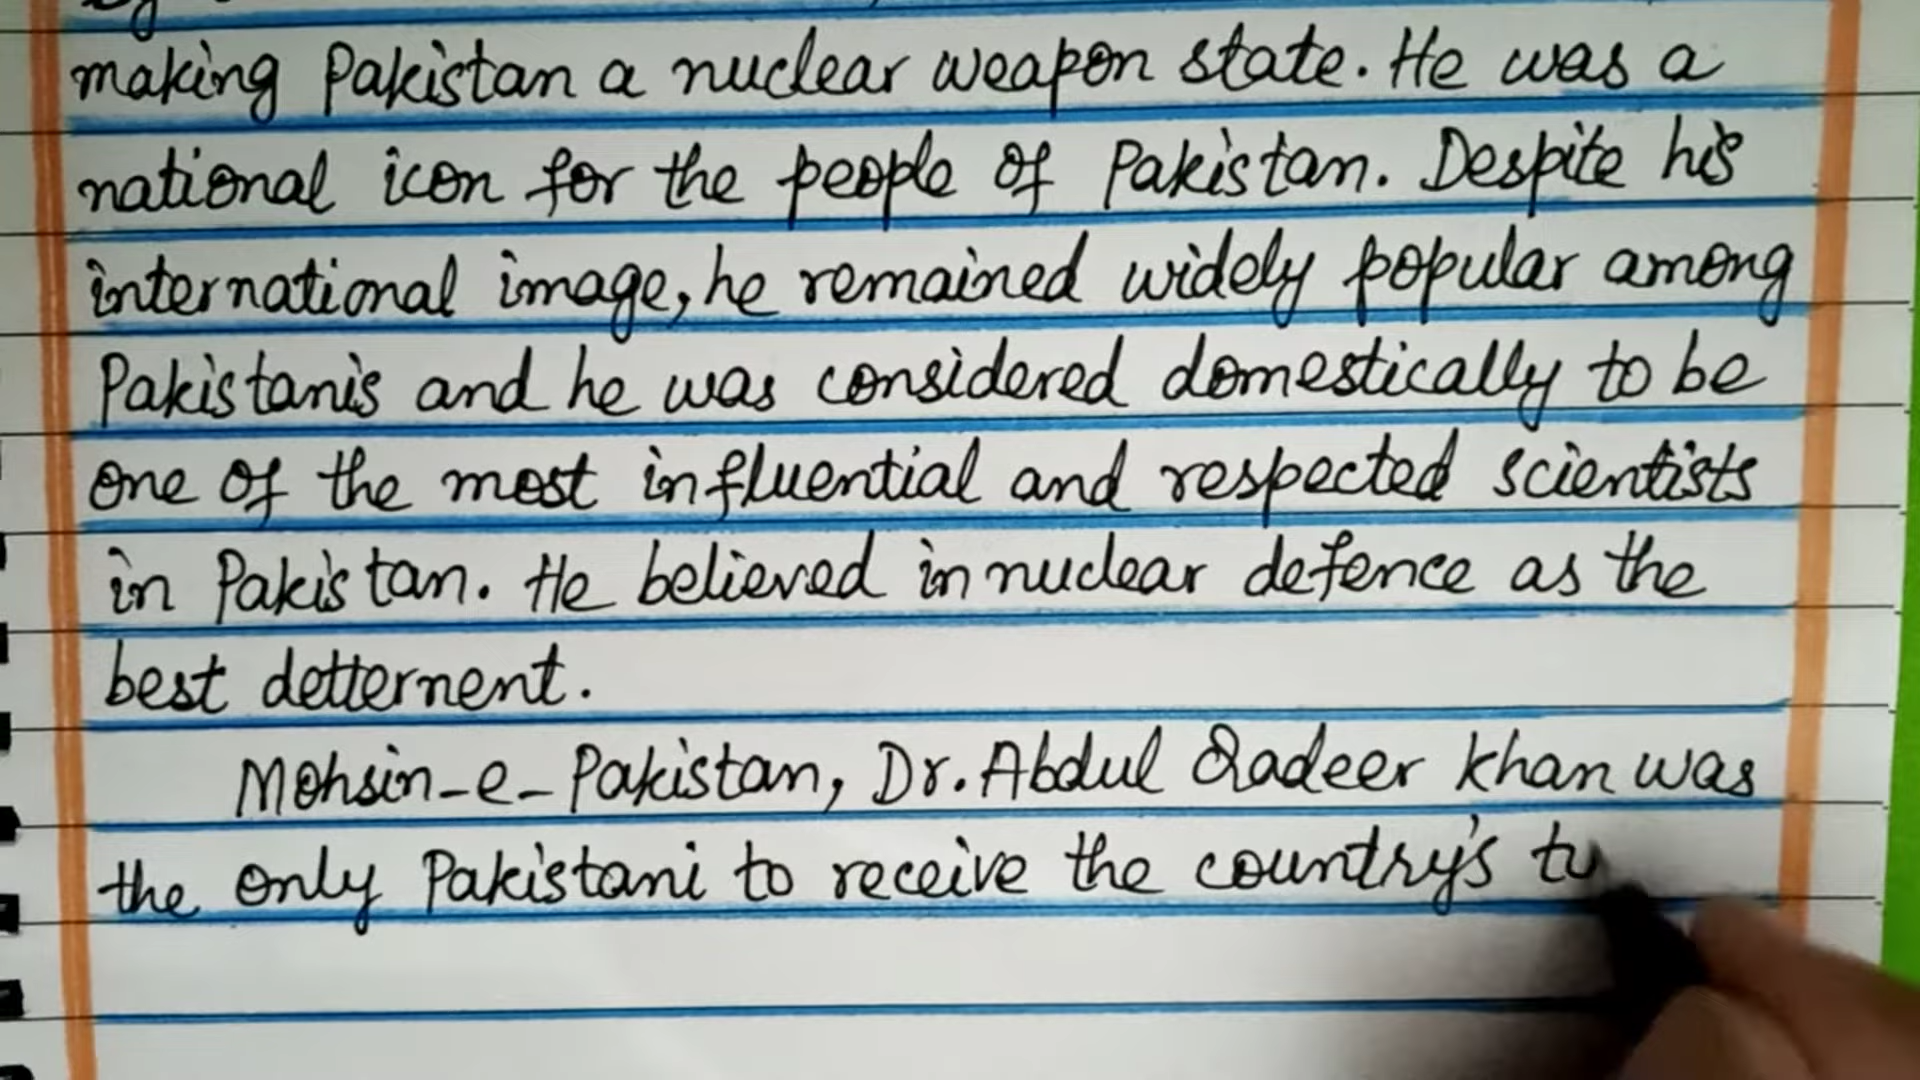 making Pakistan a nuclear weapon state. He was a
national icon for the people of Pakistan. Despite his
international image, he remained widely popular among
Pakistanis and he was considered domestically to be
one of the most influential and respected scientists
in Pakistan. He believed in nuclear defence as the
best detternent.
Mohsin-e-Pakistan, Dr. Abdul Qadeer Khan was
the only Pakistani to receive the country's